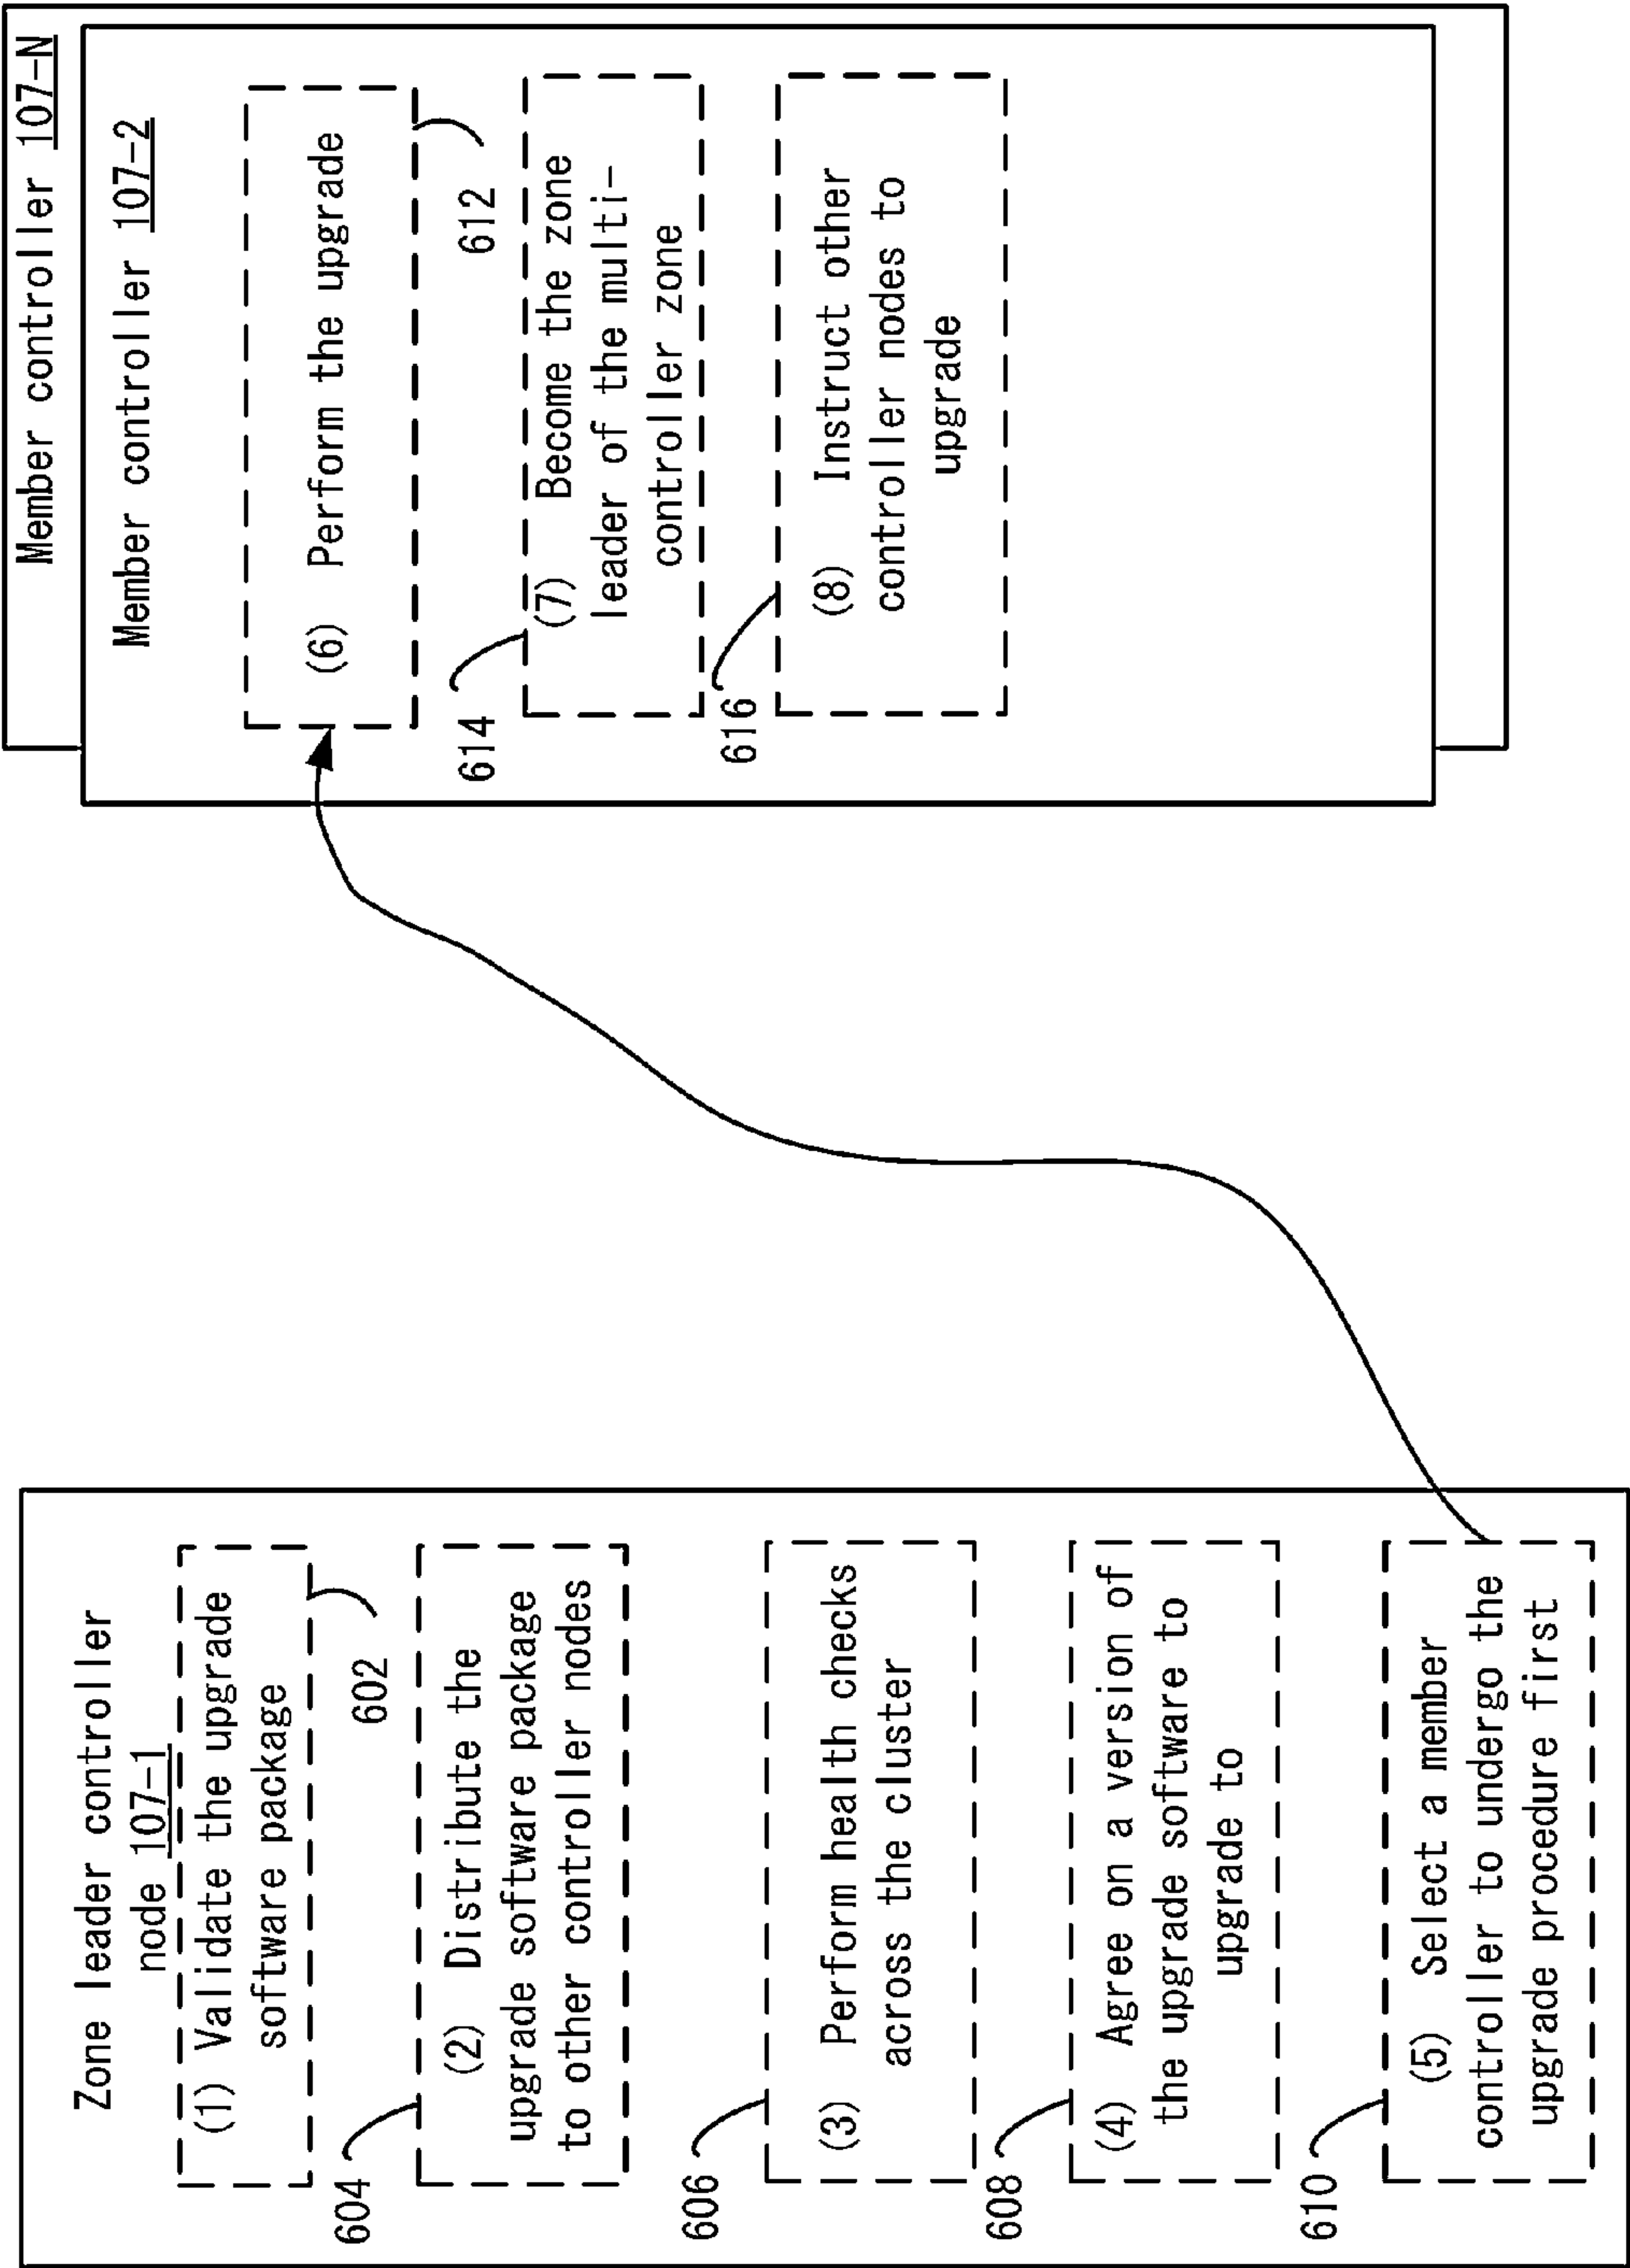 Zone leader controller
node 107-1
(1) Validate the upgrade
software package
602
604
(2) Distribute the
upgrade software package
to other controller nodes
606
(3) Perform health checks
across the cluster
608
(4) Agree on a version of
the upgrade software to
upgrade to
610
(5) Select a member
controller to undergo the
upgrade procedure first
Member controller 107-N
Member controller 107-2
(6) Perform the upgrade
612
614
(7) Become the zone
leader of the multi-
controller zone
616
(8) Instruct other
controller nodes to
upgrade